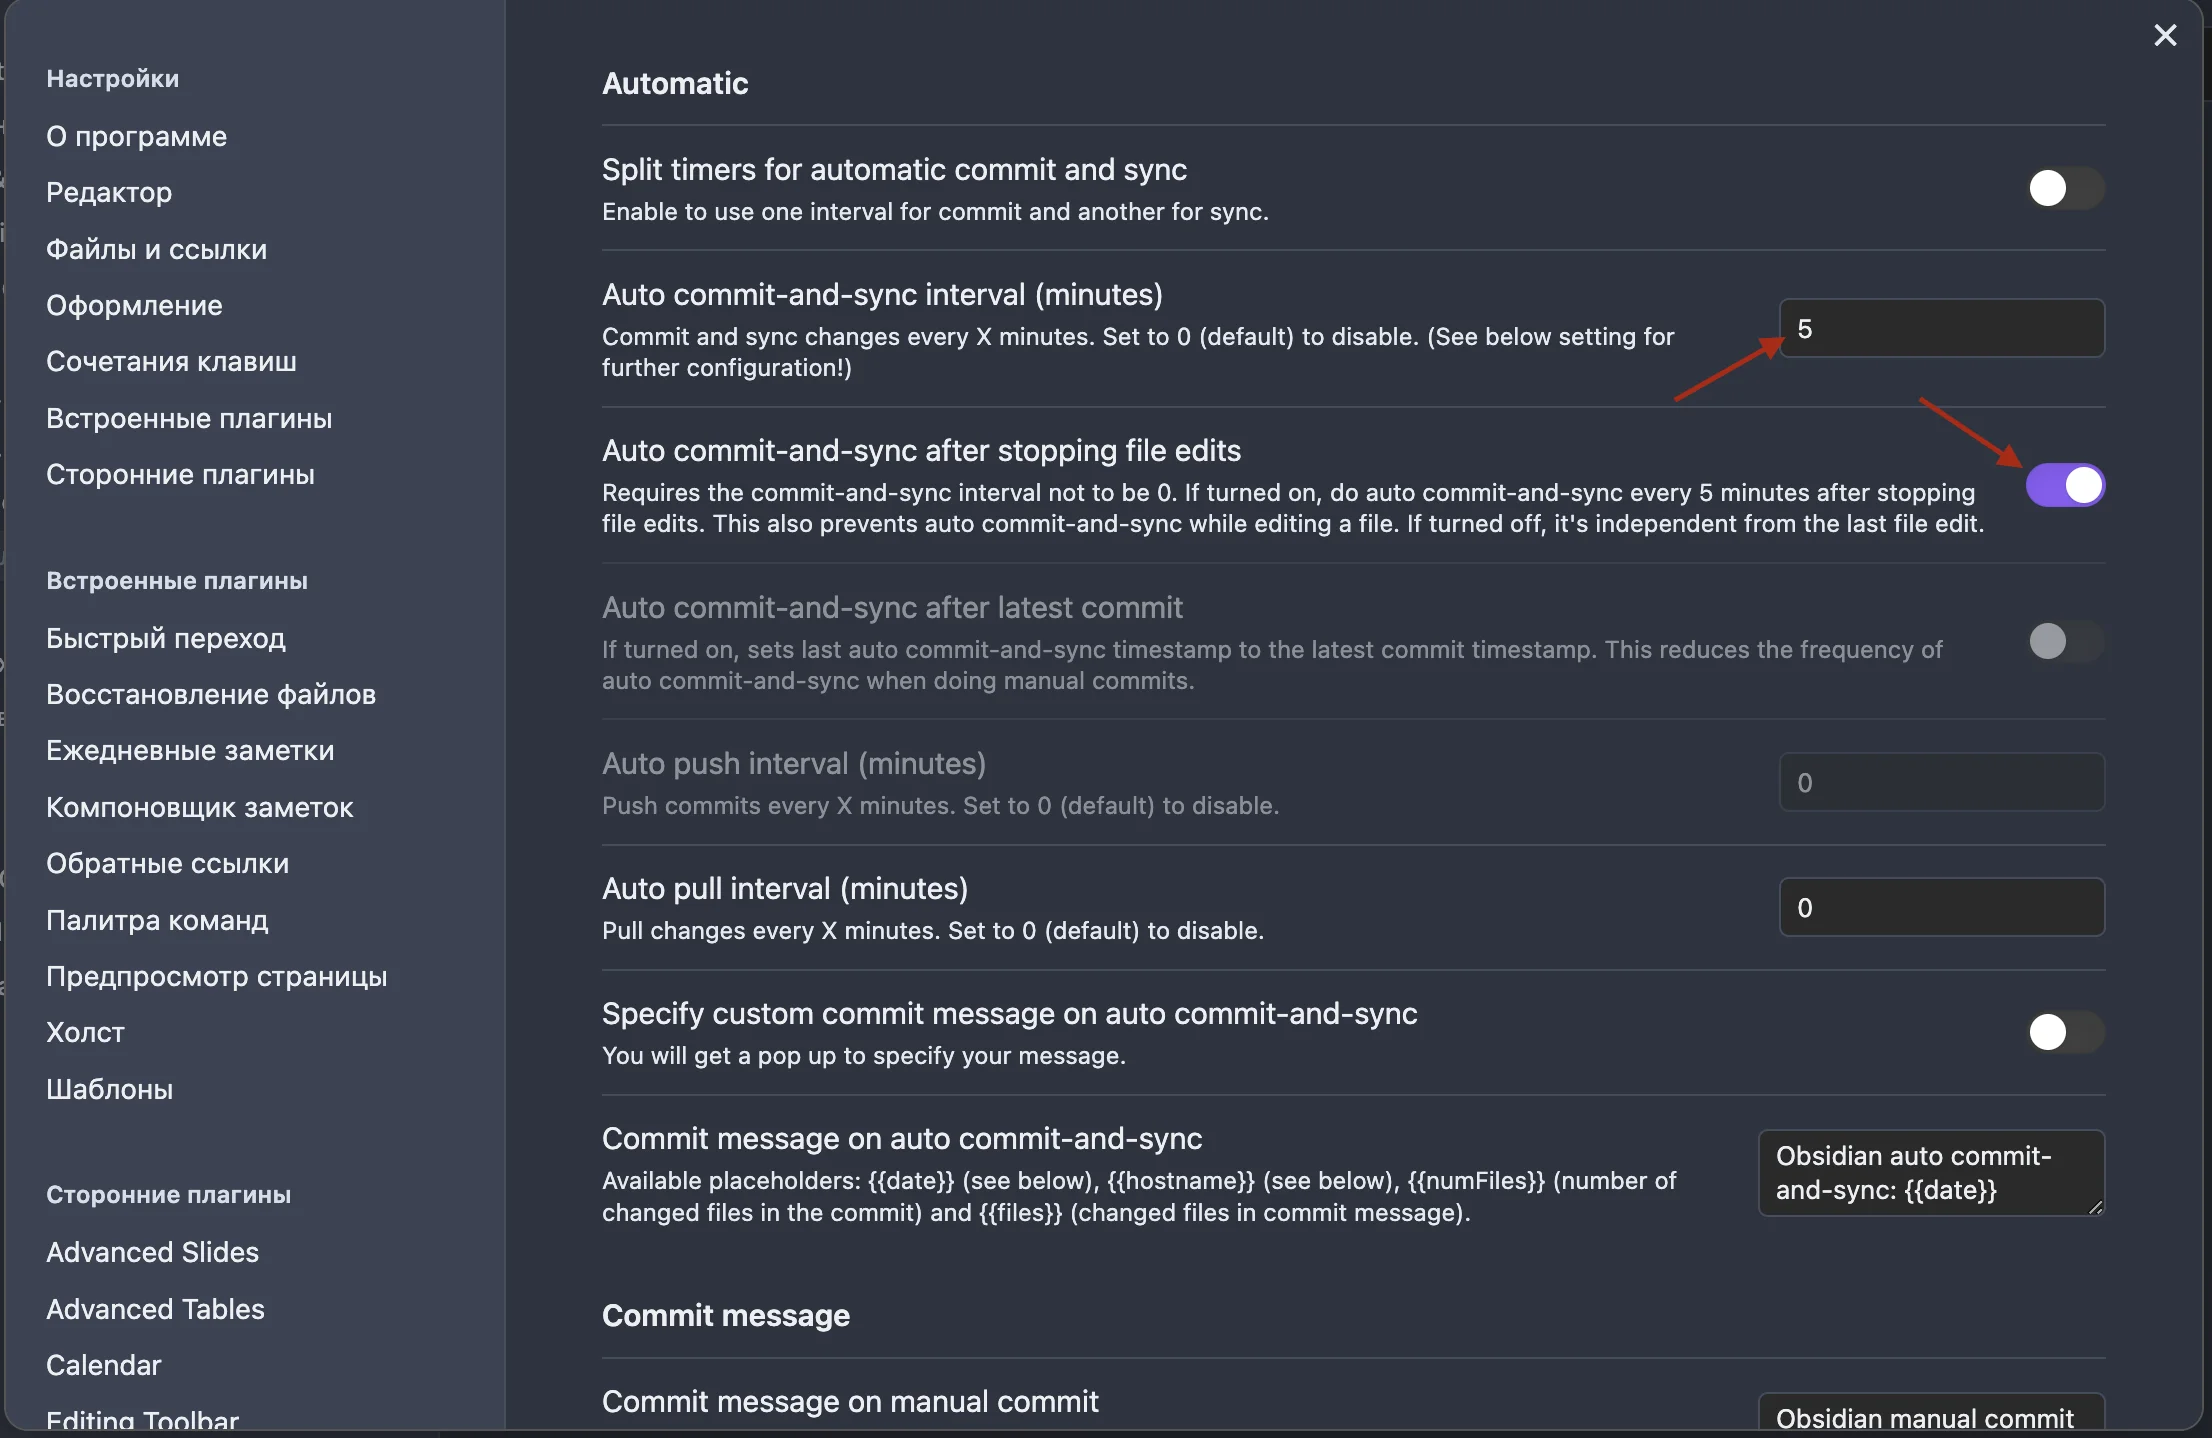 Настройки
О программе
Редактор
Файлы и ссылки
Оформление
Сочетания клавиш
Встроенные плагины
Сторонние плагины
Встроенные плагины
Быстрый переход
Восстановление файлов
Ежедневные заметки
Компоновщик заметок
Обратные ссылки
Палитра команд
Предпросмотр страницы
Холст
Шаблоны
Сторонние плагины
Advanced Slides
Advanced Tables
Calendar
Editing Toolbar
Automatic
Split timers for automatic commit and sync
Enable to use one interval for commit and another for sync.
Auto commit-and-sync interval (minutes)
Commit and sync changes every X minutes. Set to 0 (default) to disable. (See below setting for
further configuration!)
5
Auto commit-and-sync after stopping file edits
Requires the commit-and-sync interval not to be 0. If turned on, do auto commit-and-sync every 5 minutes after stopping
file edits. This also prevents auto commit-and-sync while editing a file. If turned off, it's independent from the last file edit.
Auto commit-and-sync after latest commit
If turned on, sets last auto commit-and-sync timestamp to the latest commit timestamp. This reduces the frequency of
auto commit-and-sync when doing manual commits.
Auto push interval (minutes)
Push commits every X minutes. Set to 0 (default) to disable.
0
Auto pull interval (minutes)
Pull changes every X minutes. Set to 0 (default) to disable.
0
Specify custom commit message on auto commit-and-sync
You will get a pop up to specify your message.
Commit message on auto commit-and-sync
Available placeholders: {{date}} (see below), {{hostname}} (see below), {{numFiles}} (number of
changed files in the commit) and {{files}} (changed files in commit message).
Obsidian auto commit-
and-sync: {{date}}
Commit message
Commit message on manual commit
Obsidian manual commit